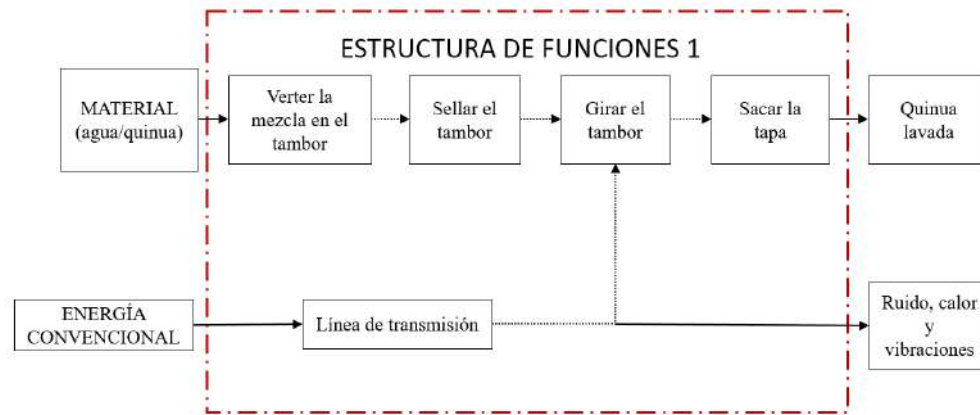 ESTRUCTURA DE FUNCIONES 1
MATERIAL
(agua/quinua)
Verter la
mezcla en el
tambor
Sellar el
tambor
Girar el
tambor
Sacar la
tapa
Quinua
lavada
ENERGÍA
CONVENCIONAL
Línea de transmisión
Ruido, calor
y
vibraciones